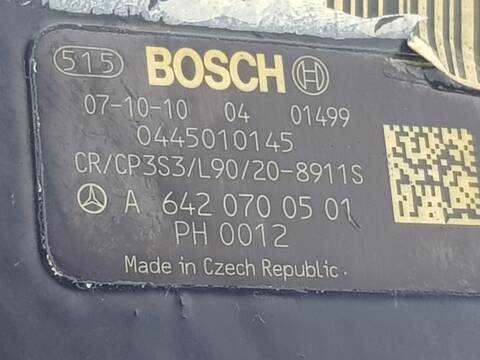 515 BOSCH
07-10-10 04 01499
0445010145
CR/CP3S3/L90/20-8911S
A 642 070 05 01
PH 0012
Made in Czech Republic.